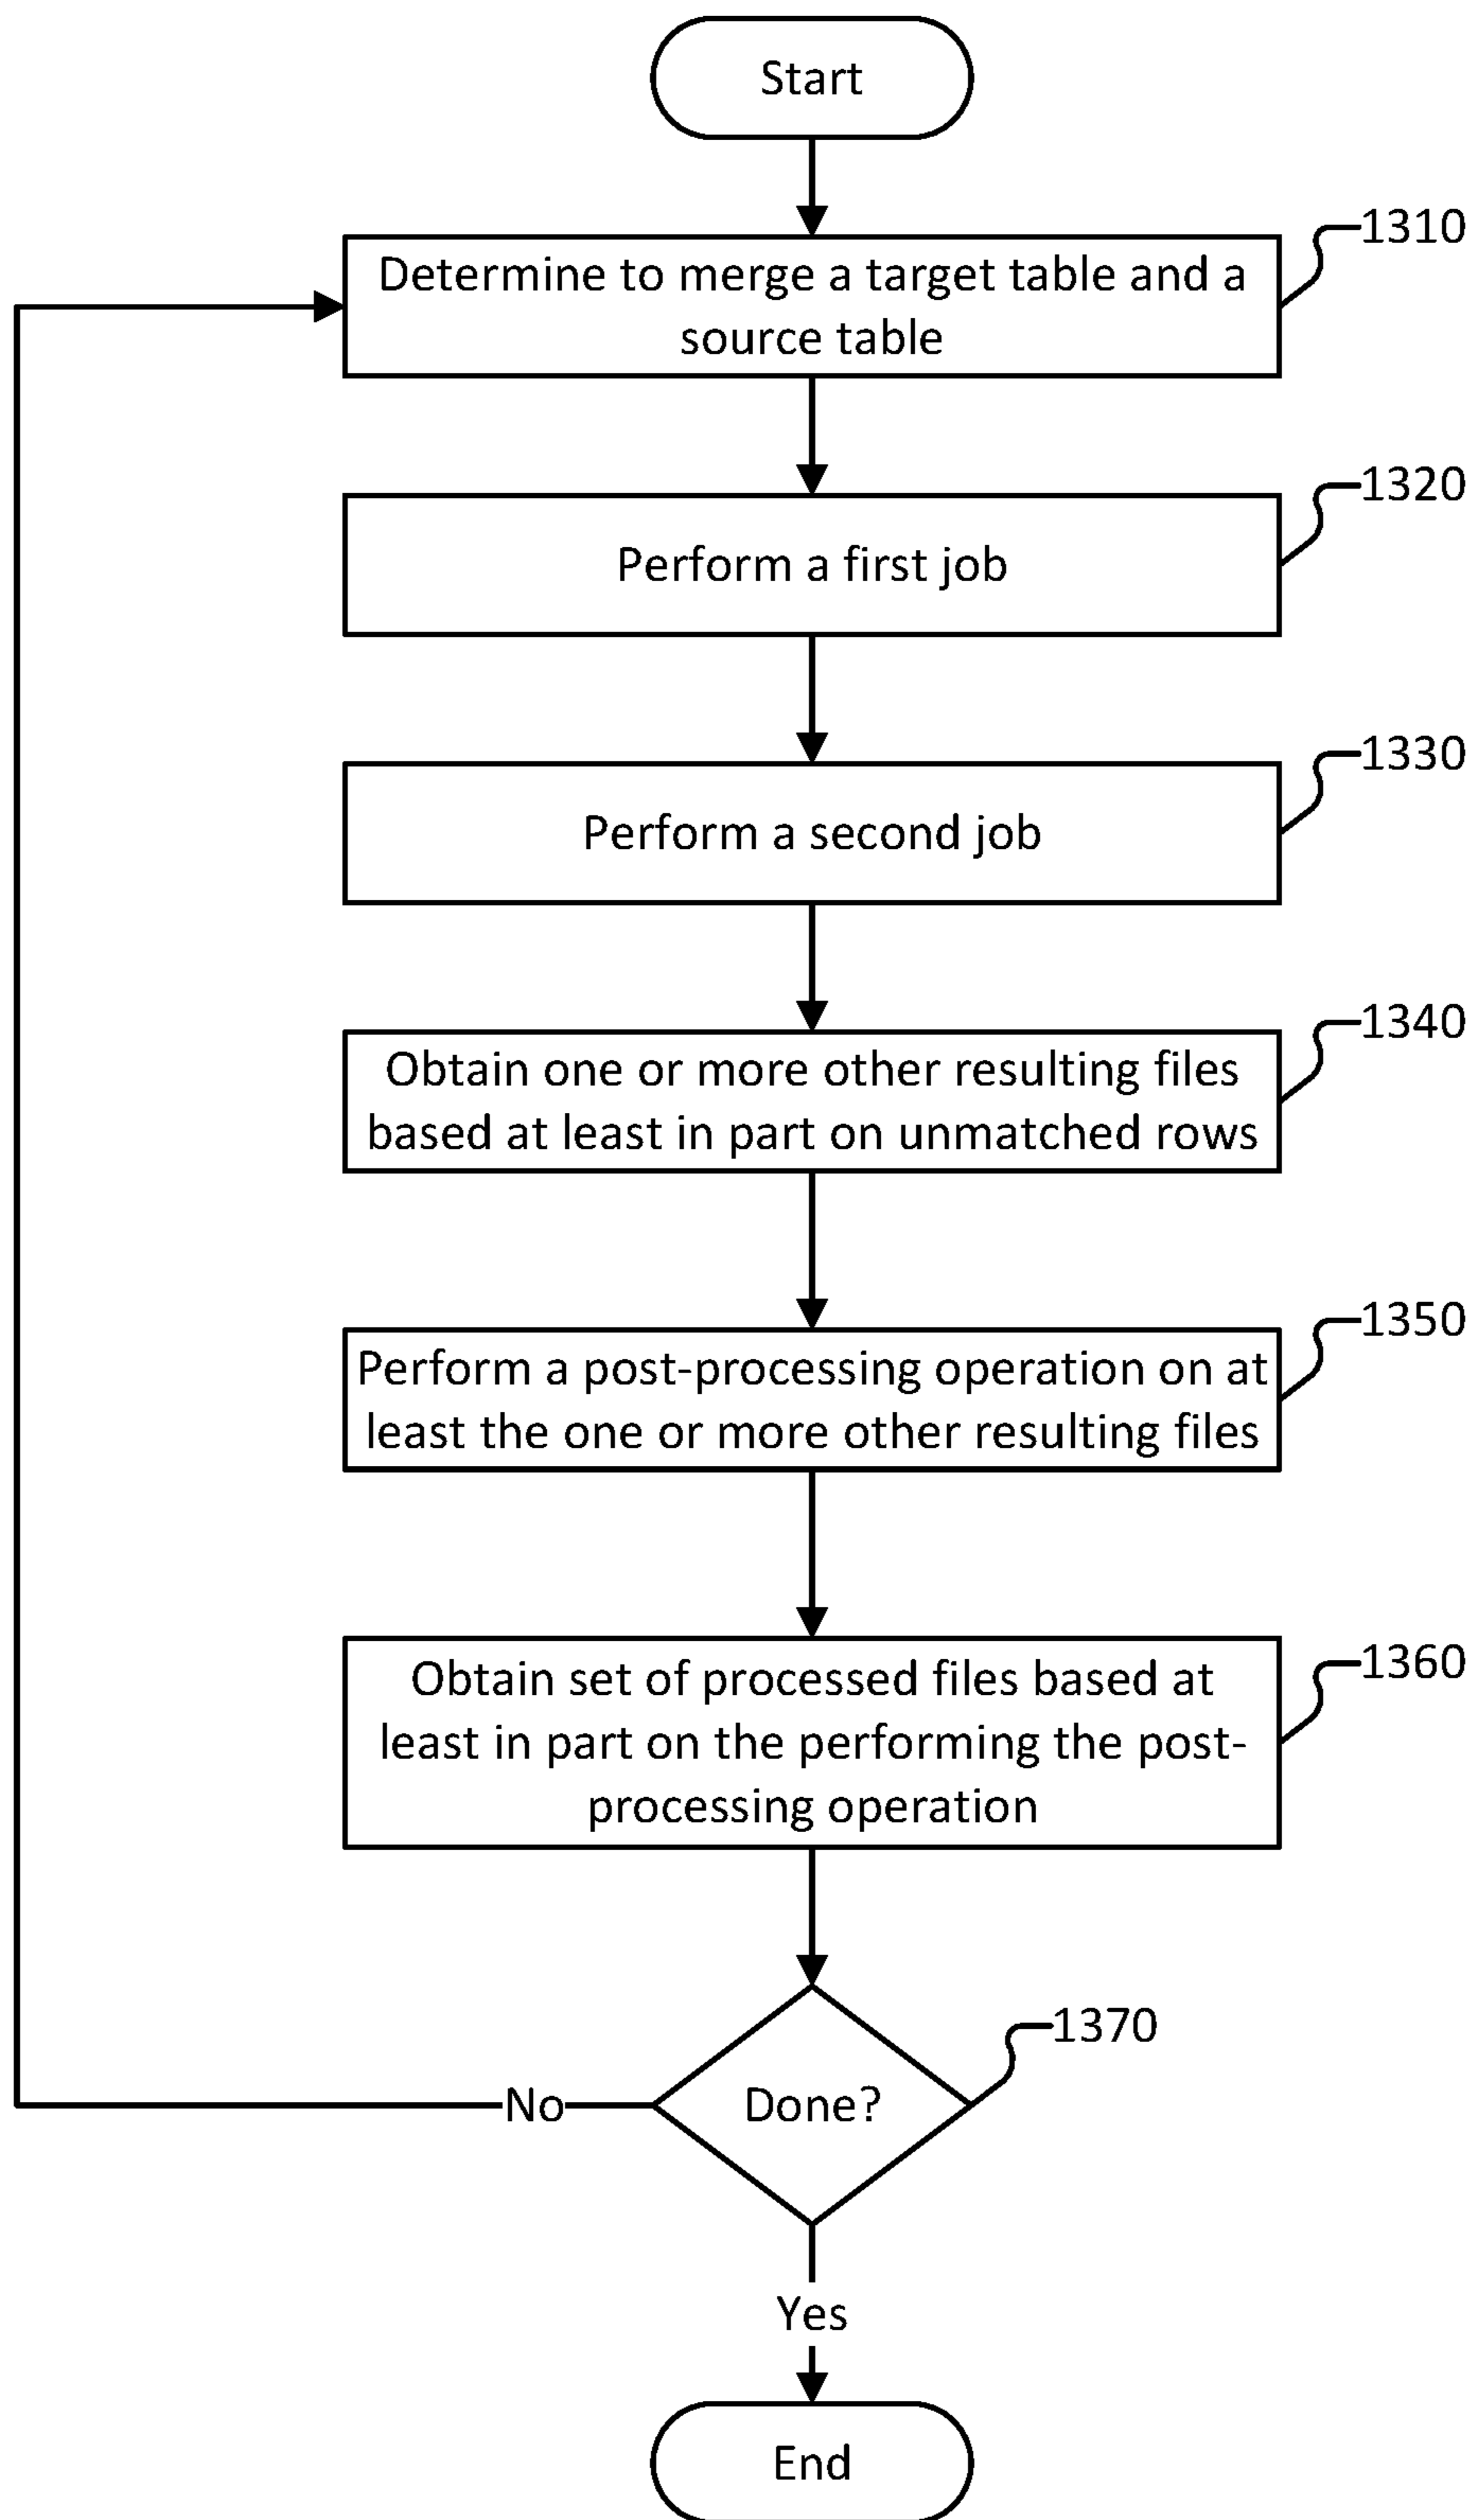 Start
1310
Determine to merge a target table and a
source table
1320
Perform a first job
1330
Perform a second job
1340
Obtain one or more other resulting files
based at least in part on unmatched rows
1350
Perform a post-processing operation on at
least the one or more other resulting files
1360
Obtain set of processed files based at
least in part on the performing the post-
processing operation
1370
Done?
No
Yes
End